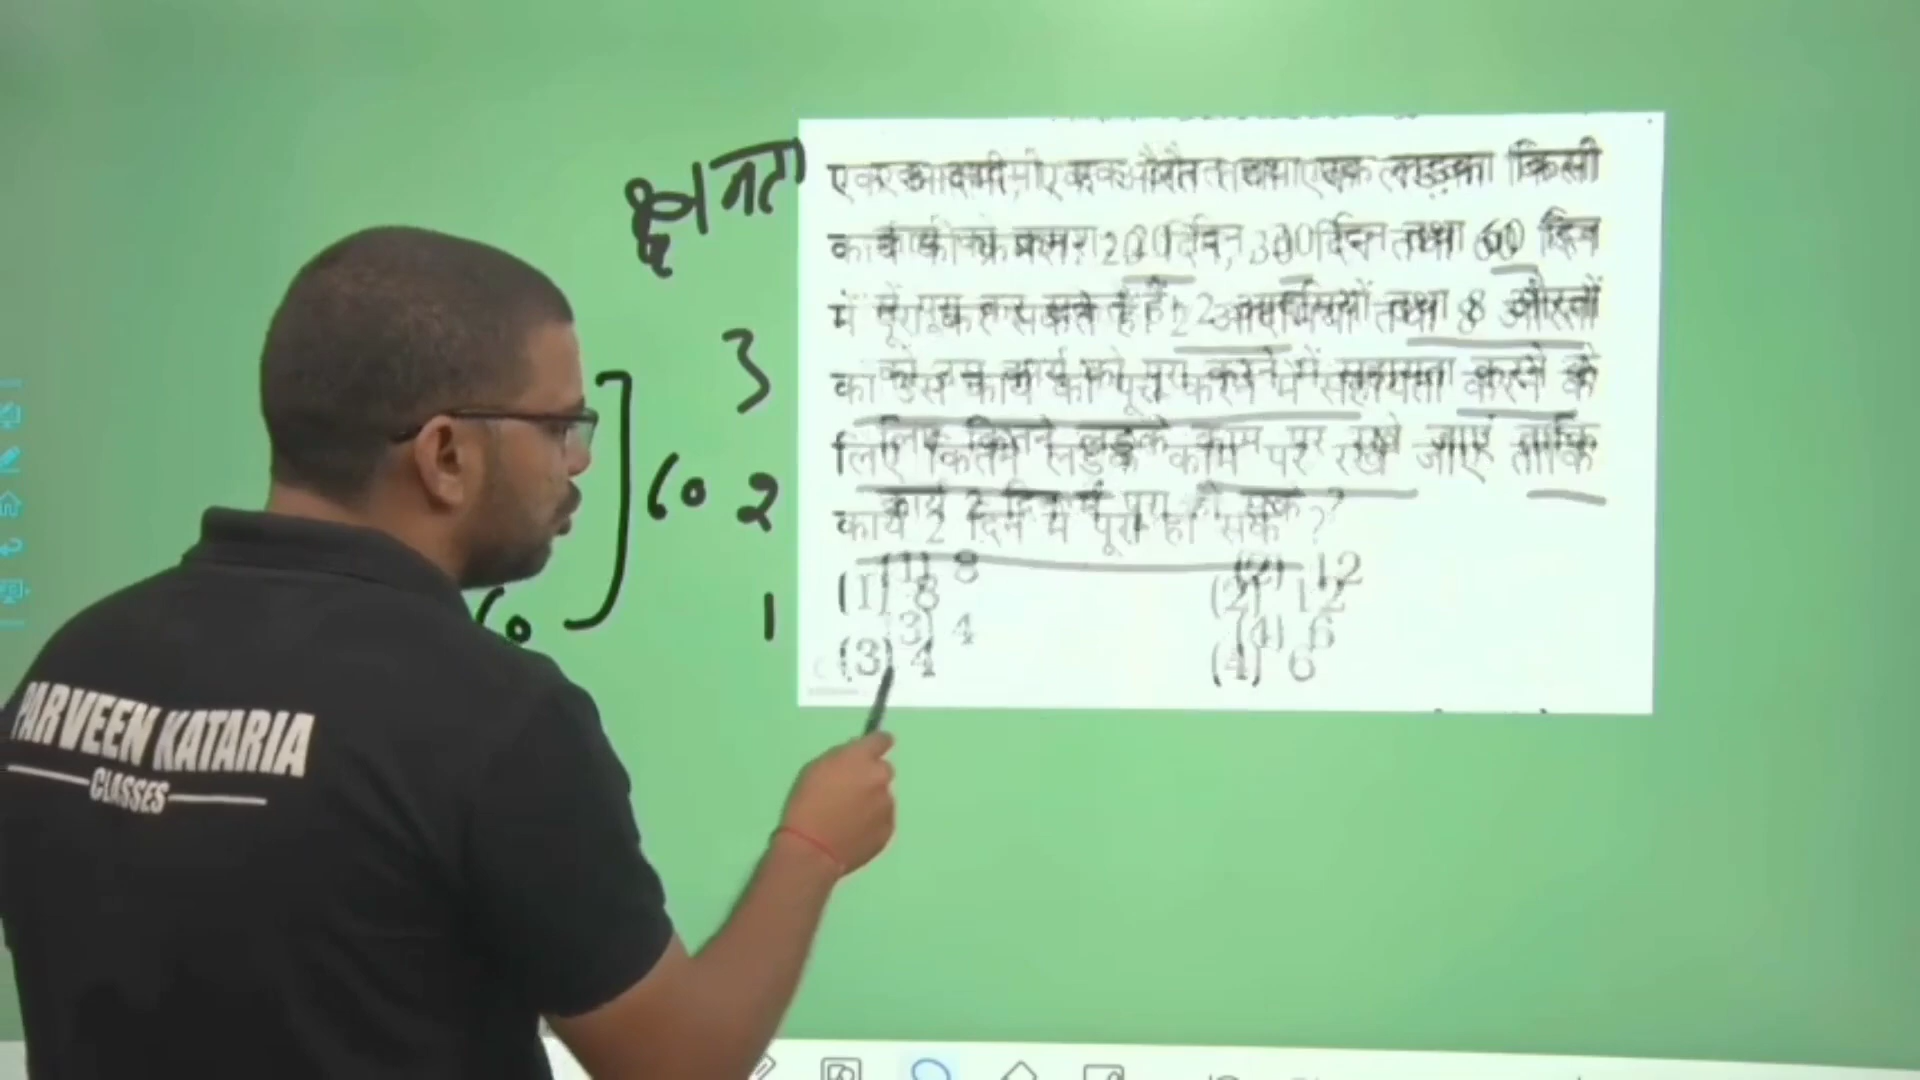 क्षमता
एक आदमी, एक औरत तथा एक लड़का किसी
कार्य को क्रमशः 20 दिन, 30 दिन तथा 60 दिन
में पूरा कर सकते हैं। 2 आदमियों तथा 8 औरतों
को उस कार्य को पूरा करने में सहायता करने के
लिए कितने लड़के काम पर रखे जाएं ताकि
कार्य 2 दिन में पूरा हो सके ?
(1) 8 (2) 12
(3) 4 (4) 6
3
60 2
60 1
PARVEEN KATARIA
CLASSES